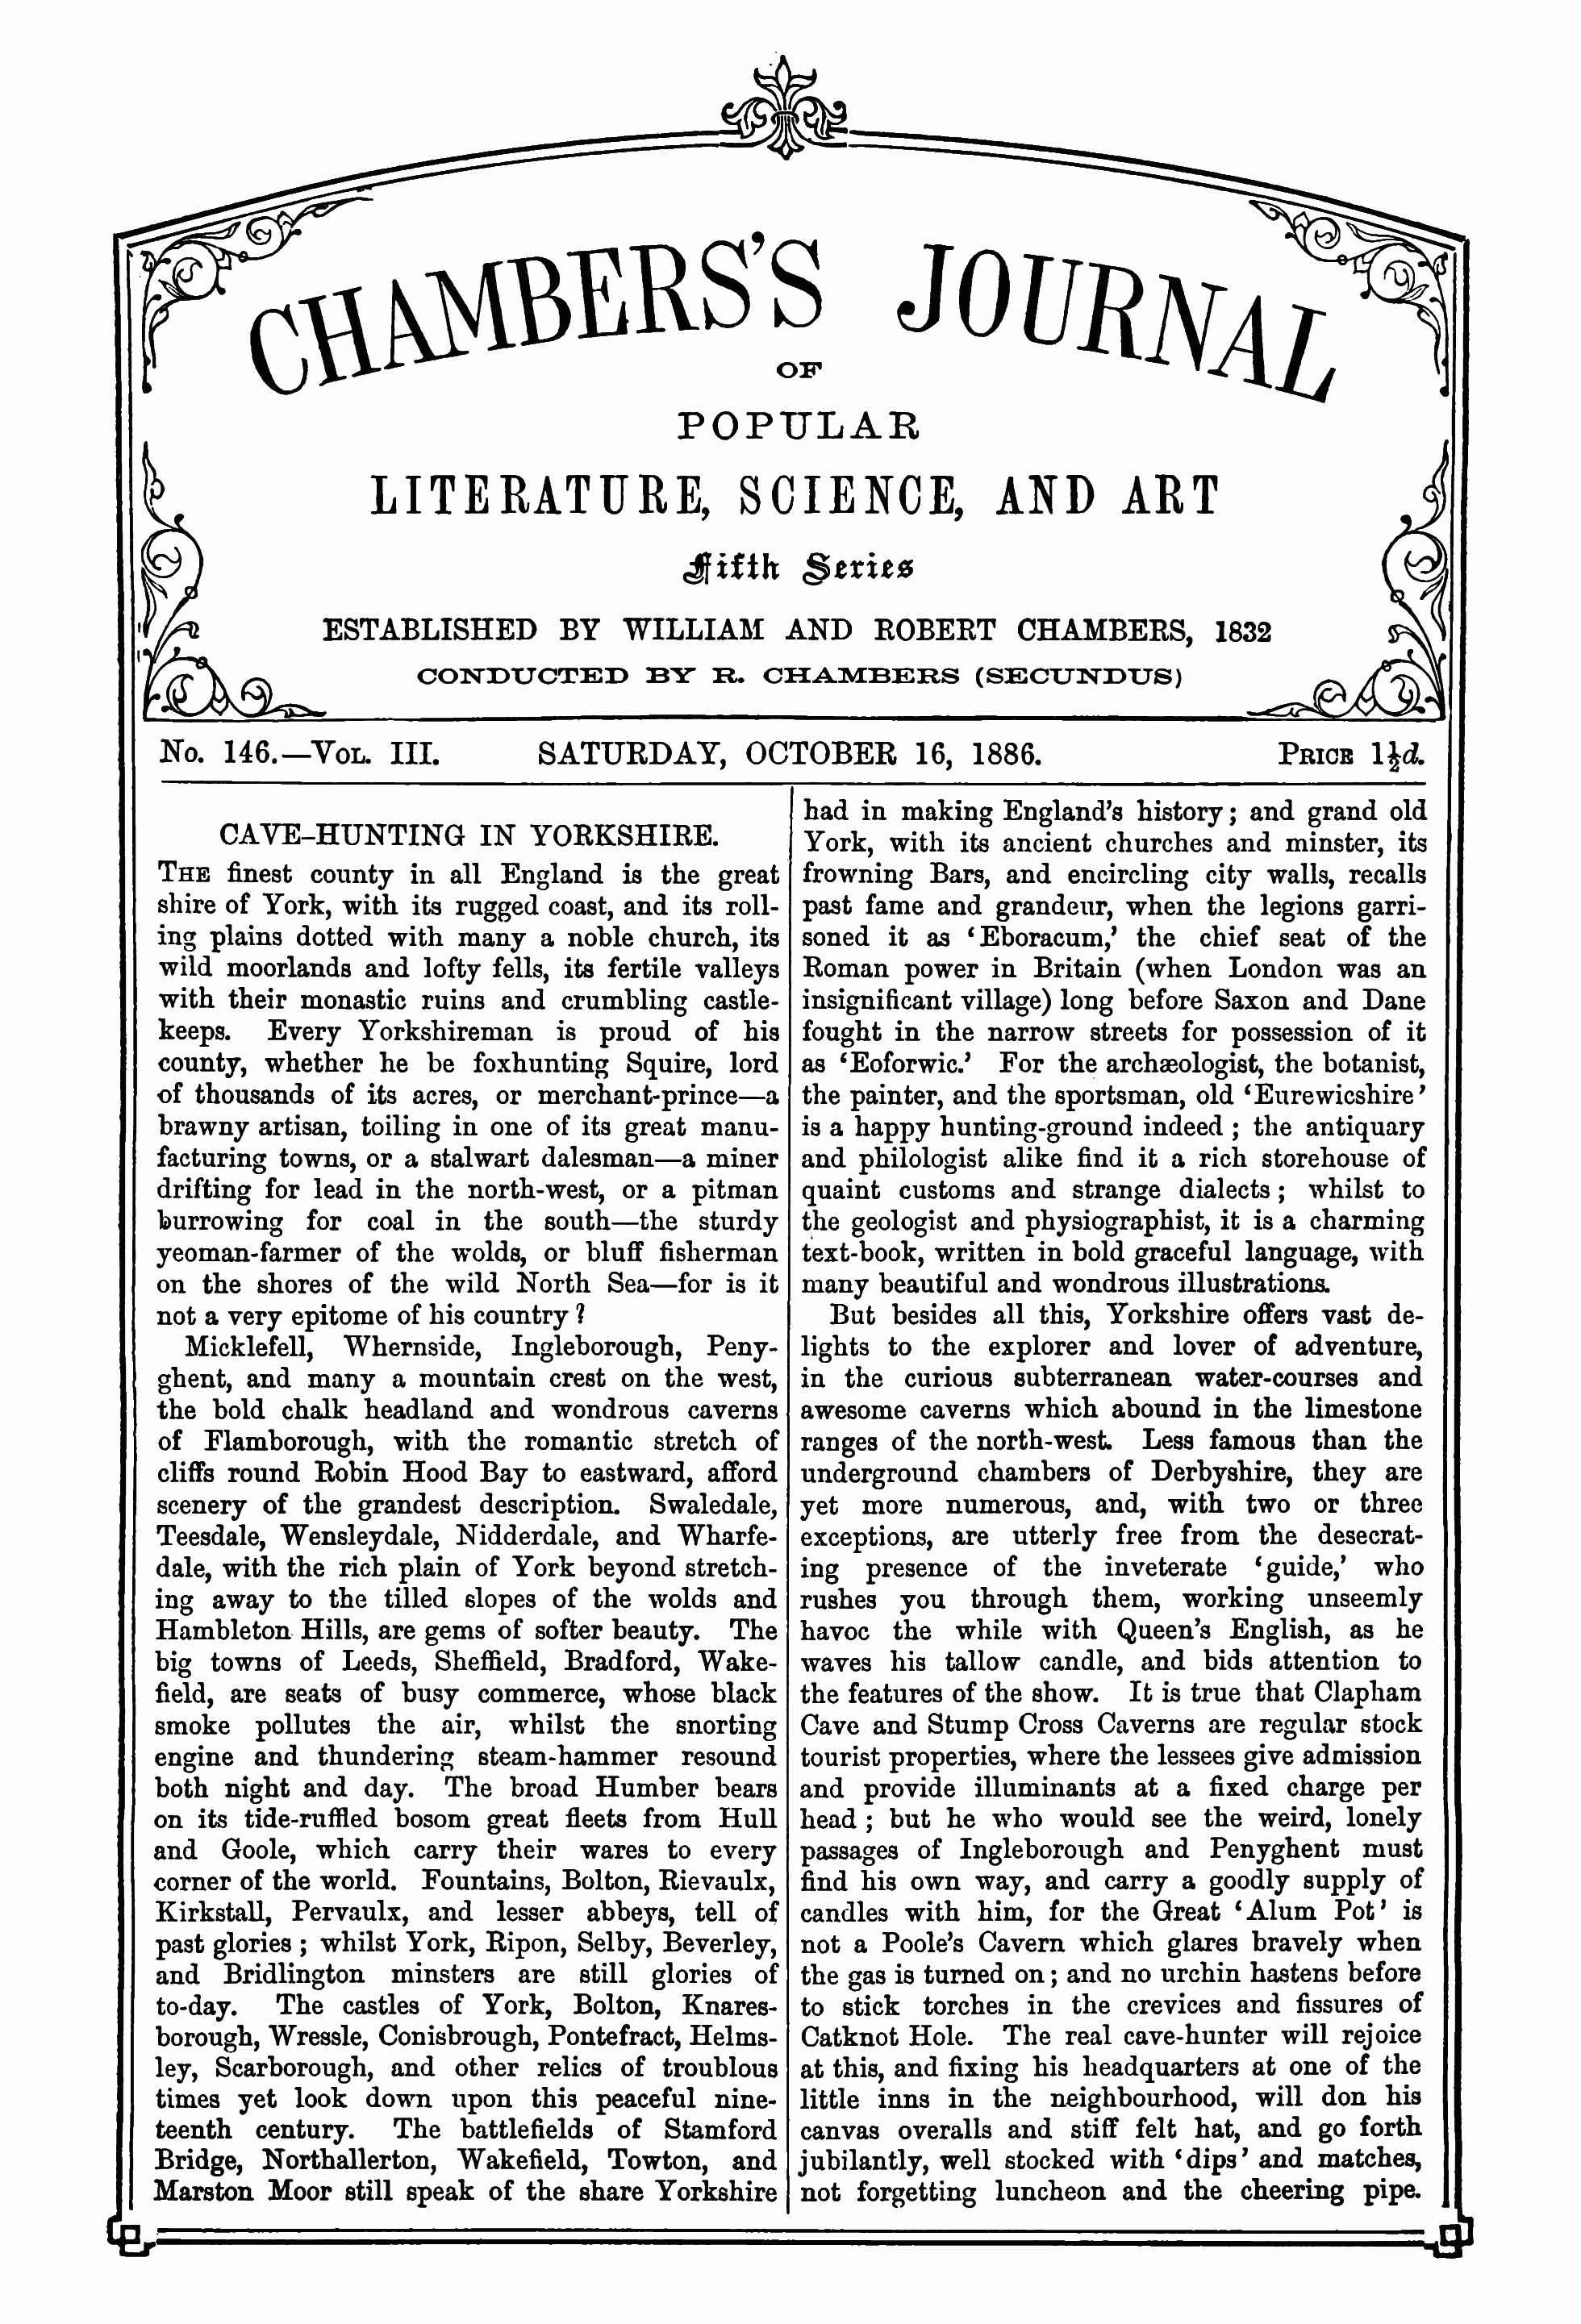 CHAMBERS'S JOURNAL
OF
POPULAR
LITERATURE, SCIENCE, AND ART
Fifth Series
ESTABLISHED BY WILLIAM AND ROBERT CHAMBERS, 1832
CONDUCTED BY R. CHAMBERS (SECUNDUS)
No. 146.—Vol. III. SATURDAY, OCTOBER 16, 1886. Price 1½d.
CAVE-HUNTING IN YORKSHIRE.
The finest county in all England is the great
shire of York, with its rugged coast, and its roll-
ing plains dotted with many a noble church, its
wild moorlands and lofty fells, its fertile valleys
with their monastic ruins and crumbling castle-
keeps. Every Yorkshireman is proud of his
county, whether he be foxhunting Squire, lord
of thousands of its acres, or merchant-prince—a
brawny artisan, toiling in one of its great manu-
facturing towns, or a stalwart dalesman—a miner
drifting for lead in the north-west, or a pitman
burrowing for coal in the south—the sturdy
yeoman-farmer of the wolds, or bluff fisherman
on the shores of the wild North Sea—for is it
not a very epitome of his country?
Micklefell, Whernside, Ingleborough, Peny-
ghent, and many a mountain crest on the west,
the bold chalk headland and wondrous caverns
of Flamborough, with the romantic stretch of
cliffs round Robin Hood Bay to eastward, afford
scenery of the grandest description. Swaledale,
Teesdale, Wensleydale, Nidderdale, and Wharfe-
dale, with the rich plain of York beyond stretch-
ing away to the tilled slopes of the wolds and
Hambleton Hills, are gems of softer beauty. The
big towns of Leeds, Sheffield, Bradford, Wake-
field, are seats of busy commerce, whose black
smoke pollutes the air, whilst the snorting
engine and thundering steam-hammer resound
both night and day. The broad Humber bears
on its tide-ruffled bosom great fleets from Hull
and Goole, which carry their wares to every
corner of the world. Fountains, Bolton, Rievaulx,
Kirkstall, Pervaulx, and lesser abbeys, tell of
past glories; whilst York, Ripon, Selby, Beverley,
and Bridlington minsters are still glories of
to-day. The castles of York, Bolton, Knares-
borough, Wressle, Conisbrough, Pontefract, Helms-
ley, Scarborough, and other relics of troublous
times yet look down upon this peaceful nine-
teenth century. The battlefields of Stamford
Bridge, Northallerton, Wakefield, Towton, and
Marston Moor still speak of the share Yorkshire
had in making England's history; and grand old
York, with its ancient churches and minster, its
frowning Bars, and encircling city walls, recalls
past fame and grandeur, when the legions garri-
soned it as 'Eboracum,' the chief seat of the
Roman power in Britain (when London was an
insignificant village) long before Saxon and Dane
fought in the narrow streets for possession of it
as 'Eoforwic.' For the archæologist, the botanist,
the painter, and the sportsman, old 'Eurewicshire'
is a happy hunting-ground indeed; the antiquary
and philologist alike find it a rich storehouse of
quaint customs and strange dialects; whilst to
the geologist and physiographist, it is a charming
text-book, written in bold graceful language, with
many beautiful and wondrous illustrations.
But besides all this, Yorkshire offers vast de-
lights to the explorer and lover of adventure,
in the curious subterranean water-courses and
awesome caverns which abound in the limestone
ranges of the north-west. Less famous than the
underground chambers of Derbyshire, they are
yet more numerous, and, with two or three
exceptions, are utterly free from the desecrat-
ing presence of the inveterate 'guide,' who
rushes you through them, working unseemly
havoc the while with Queen's English, as he
waves his tallow candle, and bids attention to
the features of the show. It is true that Clapham
Cave and Stump Cross Caverns are regular stock
tourist properties, where the lessees give admission
and provide illuminants at a fixed charge per
head; but he who would see the weird, lonely
passages of Ingleborough and Penyghent must
find his own way, and carry a goodly supply of
candles with him, for the Great 'Alum Pot' is
not a Poole's Cavern which glares bravely when
the gas is turned on; and no urchin hastens before
to stick torches in the crevices and fissures of
Catknot Hole. The real cave-hunter will rejoice
at this, and fixing his headquarters at one of the
little inns in the neighbourhood, will don his
canvas overalls and stiff felt hat, and go forth
jubilantly, well stocked with 'dips' and matches,
not forgetting luncheon and the cheering pipe.